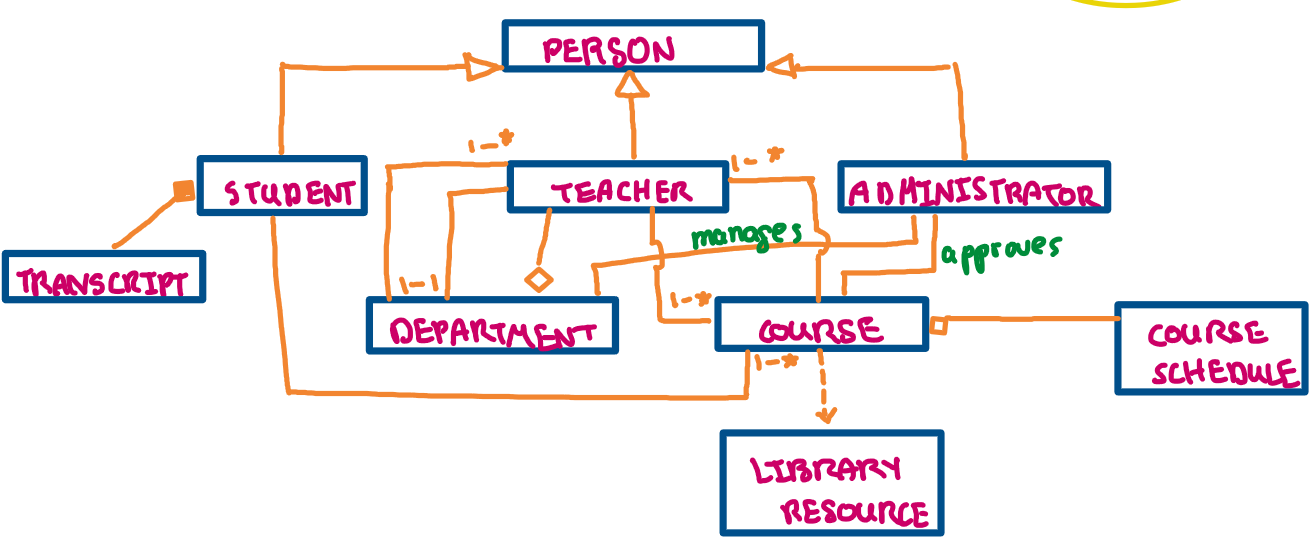 PERSON
1-*
1-*
STUDENT
TEACHER
ADMINISTRATOR
manages
approves
TRANSCRIPT
1-1
1-*
DEPARTMENT
COURSE
COURSE
SCHEDULE
1-*
LIBRARY
RESOURCE